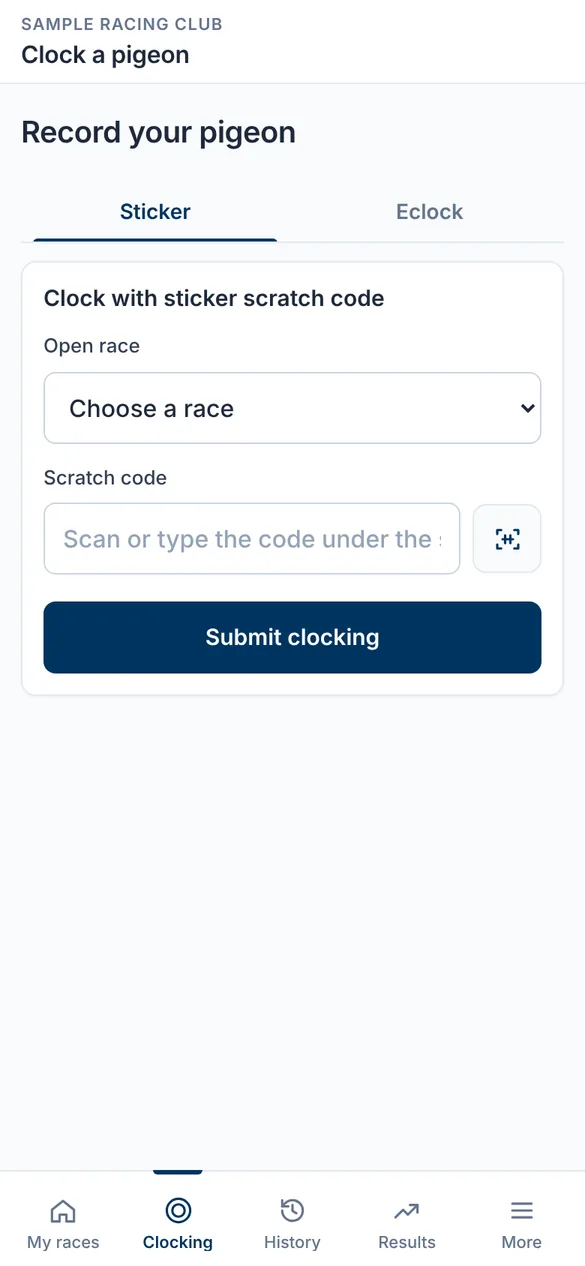 SAMPLE RACING CLUB
Clock a pigeon
Record your pigeon
Sticker
Eclock
Clock with sticker scratch code
Open race
Choose a race
Scratch code
Scan or type the code under the
Submit clocking
My races
Clocking
History
Results
More